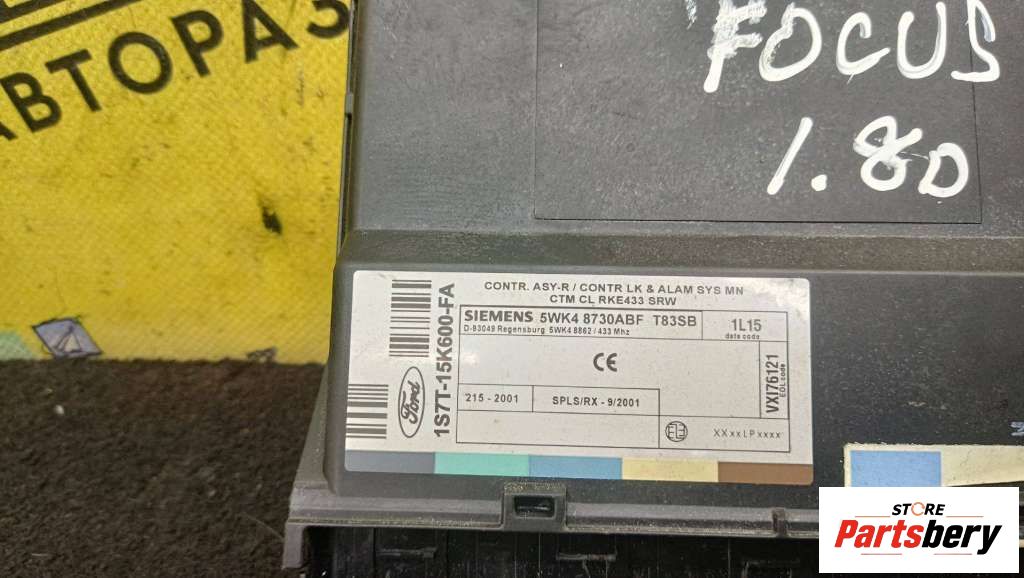 АВТОРАЗ
FOCUS
1.8D
CONTR. ASY-R / CONTR LK & ALAM SYS MN
CTM CL RKE433 SRW
SIEMENS 5WK4 8730ABF T83SB
D-93049 Regensburg 5WK4 8862 / 433 Mhz
1L15
date code
CE
VXI76121
EOL-code
215 - 2001
SPLS/RX - 9/2001
XXxxLPxxxx
Ford
1S7T-15K600-FA
STORE
Partsbery